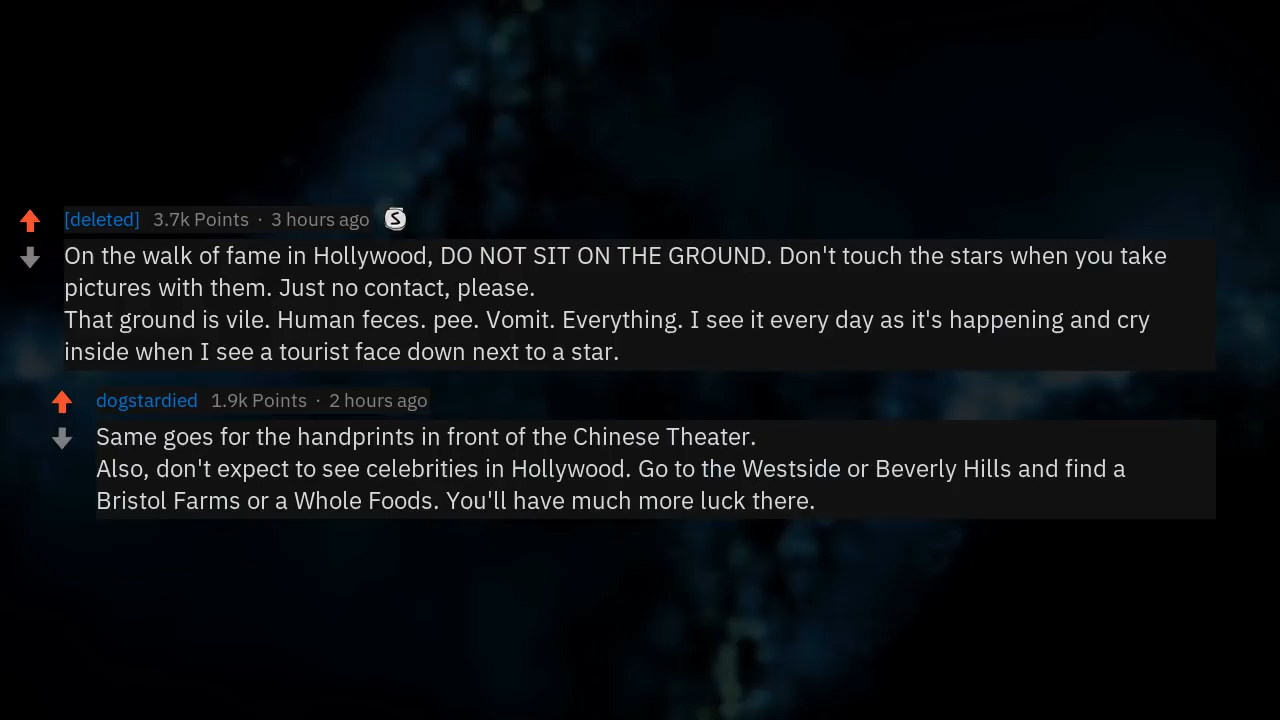 [deleted] 3.7k Points · 3 hours ago S
On the walk of fame in Hollywood, DO NOT SIT ON THE GROUND. Don't touch the stars when you take
pictures with them. Just no contact, please.
That ground is vile. Human feces. pee. Vomit. Everything. I see it every day as it's happening and cry
inside when I see a tourist face down next to a star.
dogstardied 1.9k Points · 2 hours ago
Same goes for the handprints in front of the Chinese Theater.
Also, don't expect to see celebrities in Hollywood. Go to the Westside or Beverly Hills and find a
Bristol Farms or a Whole Foods. You'll have much more luck there.